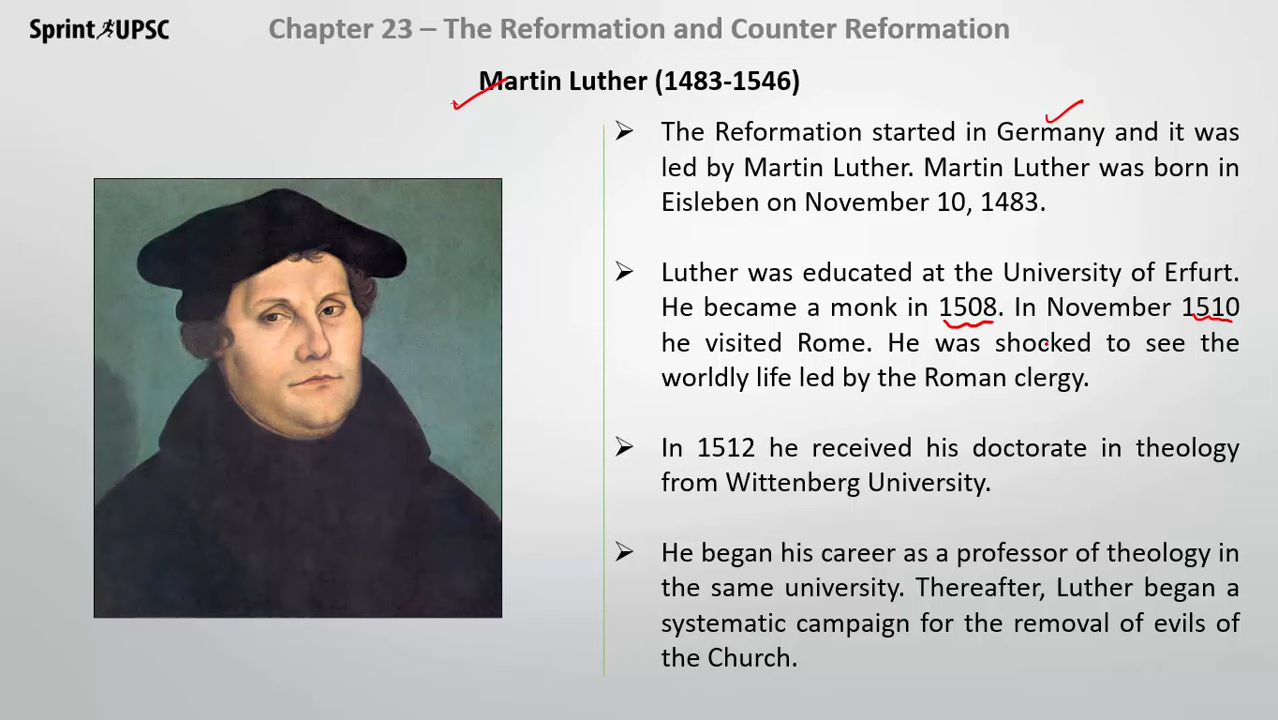 Sprint UPSC
Chapter 23 – The Reformation and Counter Reformation
Martin Luther (1483-1546)
➢ The Reformation started in Germany and it was
led by Martin Luther. Martin Luther was born in
Eisleben on November 10, 1483.
➢ Luther was educated at the University of Erfurt.
He became a monk in 1508. In November 1510
he visited Rome. He was shocked to see the
worldly life led by the Roman clergy.
➢ In 1512 he received his doctorate in theology
from Wittenberg University.
➢ He began his career as a professor of theology in
the same university. Thereafter, Luther began a
systematic campaign for the removal of evils of
the Church.